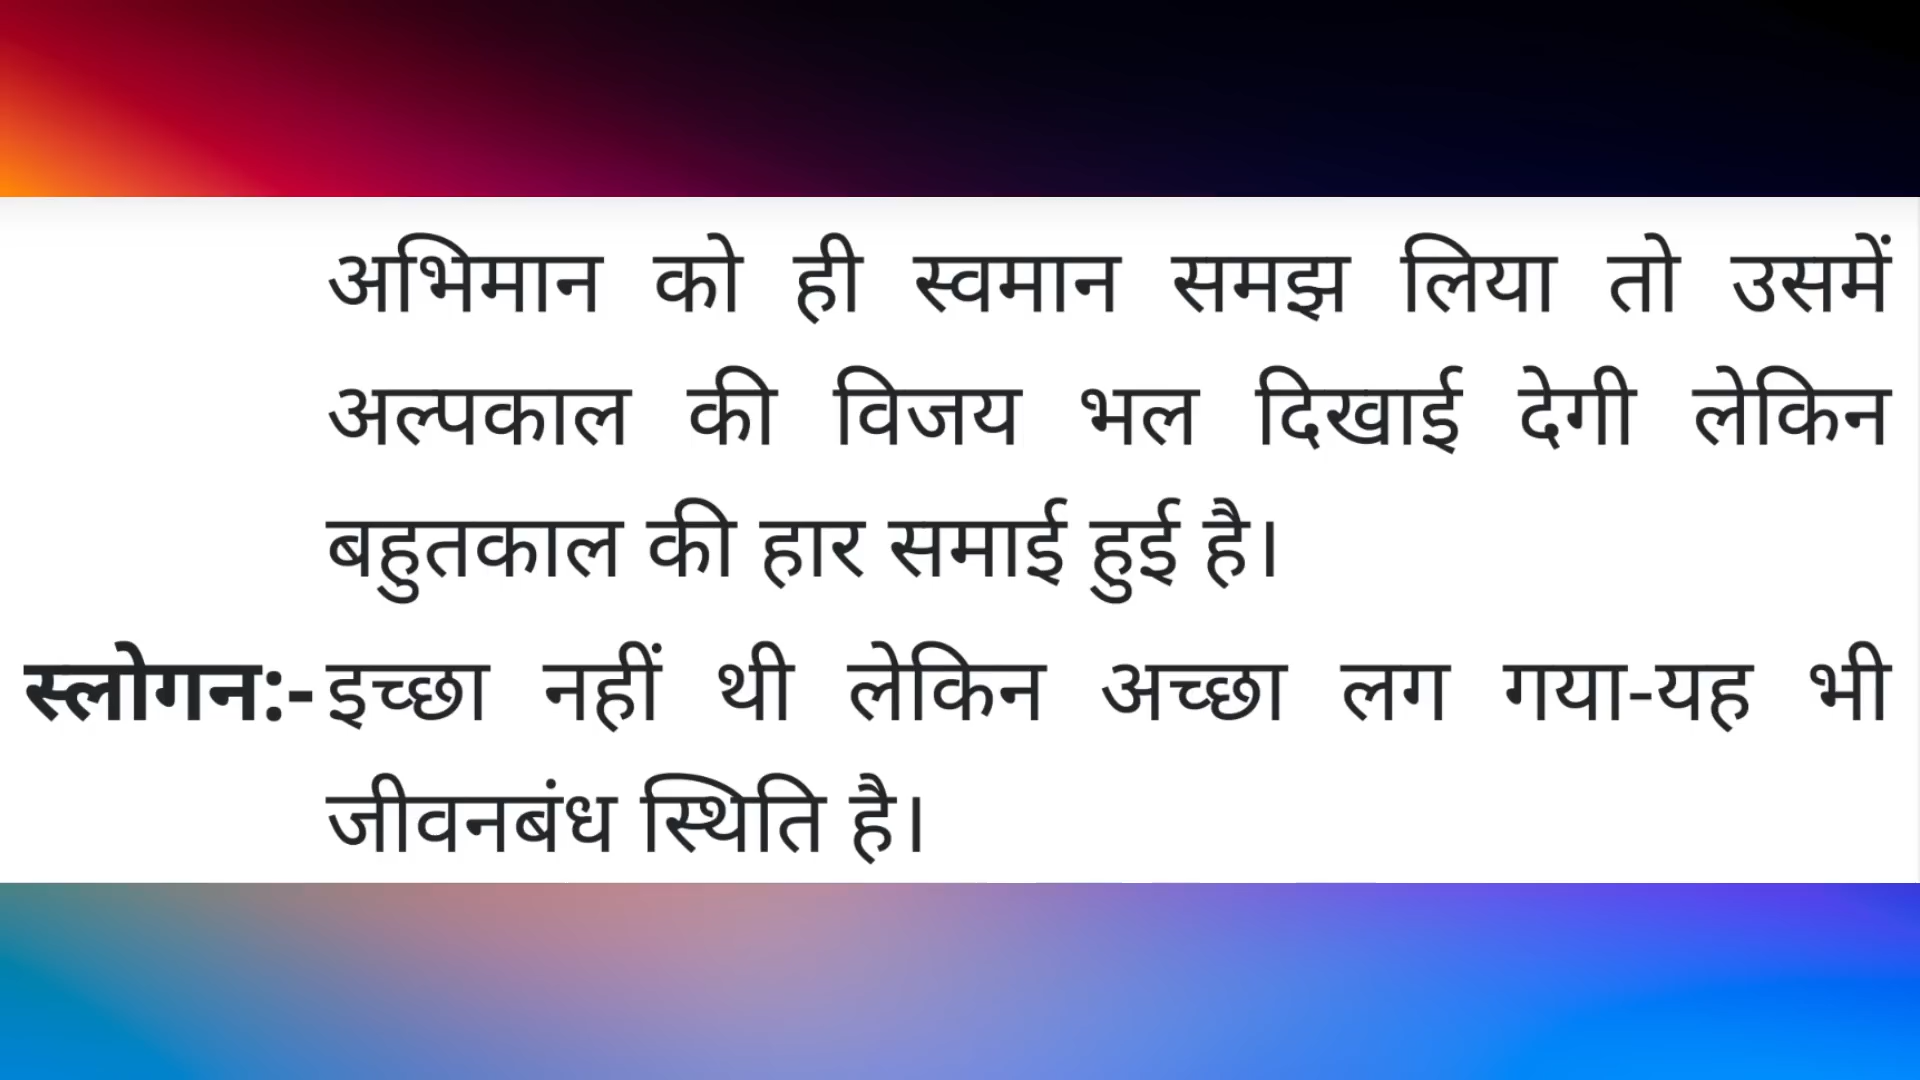 अभिमान को ही स्वमान समझ लिया तो उसमें
अल्पकाल की विजय भल दिखाई देगी लेकिन
बहुतकाल की हार समाई हुई है।
स्लोगन:- इच्छा नहीं थी लेकिन अच्छा लग गया-यह भी
जीवनबंध स्थिति है।